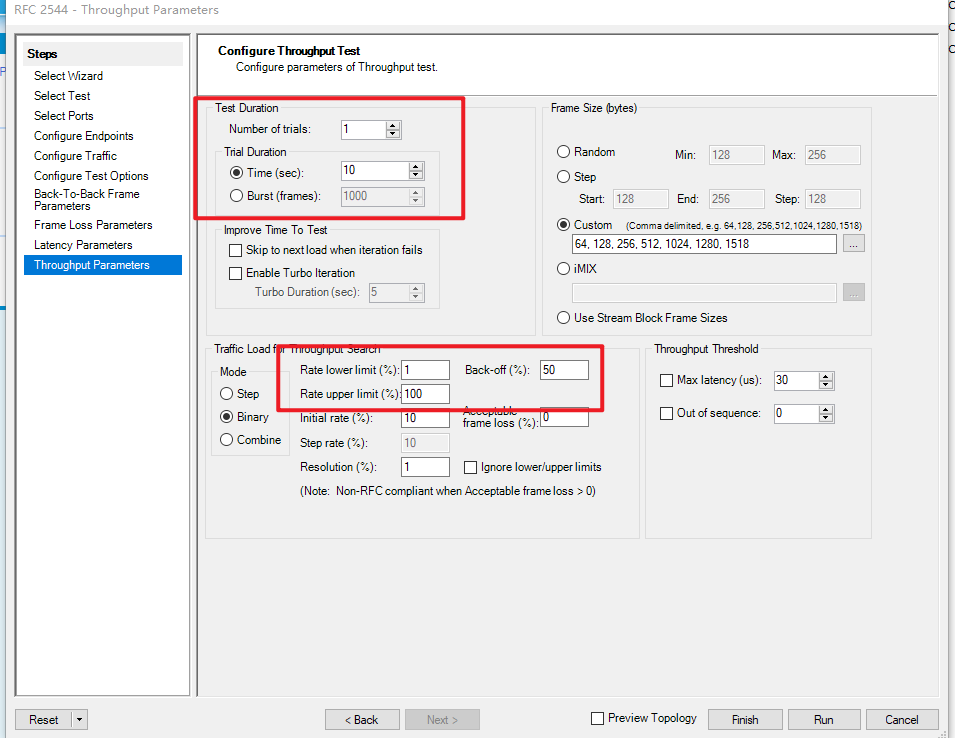 RFC 2544 - Throughput Parameters
Steps
Select Wizard
Select Test
Select Ports
Configure Endpoints
Configure Traffic
Configure Test Options
Back-To-Back Frame
Parameters
Frame Loss Parameters
Latency Parameters
Throughput Parameters
Configure Throughput Test
Configure parameters of Throughput test.
Test Duration
Number of trials: 1
Trial Duration
Time (sec): 10
Burst (frames): 1000
Improve Time To Test
Skip to next load when iteration fails
Enable Turbo Iteration
Turbo Duration (sec): 5
Frame Size (bytes)
Random Min: 128 Max: 256
Step
Start: 128 End: 256 Step: 128
Custom (Comma delimited, e.g. 64,128, 256,512,1024,1280,1518)
64, 128, 256, 512, 1024, 1280, 1518 ...
iMIX
...
Use Stream Block Frame Sizes
Traffic Load for Throughput Search
Mode
Step
Binary
Combine
Rate lower limit (%): 1 Back-off (%): 50
Rate upper limit (%): 100
Initial rate (%): 10 Acceptable
frame loss (%): 0
Step rate (%): 10
Resolution (%): 1 Ignore lower/upper limits
(Note: Non-RFC compliant when Acceptable frame loss > 0)
Throughput Threshold
Max latency (us): 30
Out of sequence: 0
Reset < Back Next > Preview Topology Finish Run Cancel